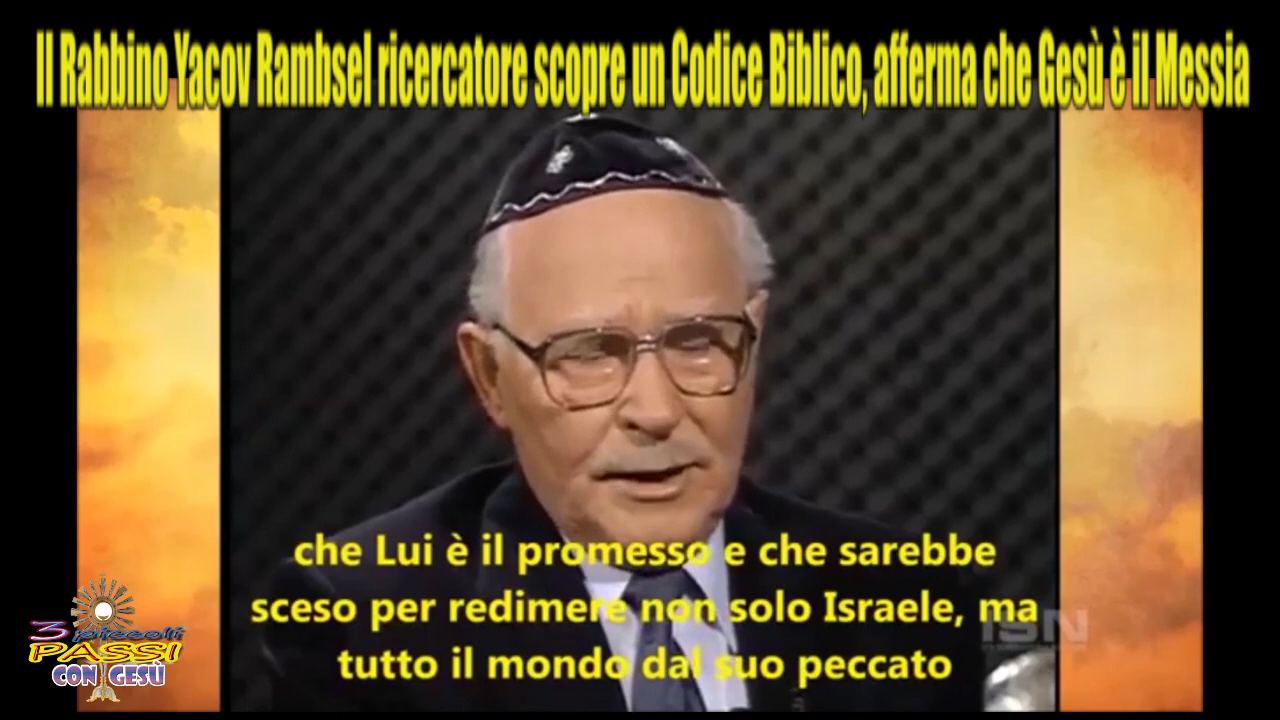 Il Rabbino Yacov Rambsel ricercatore scopre un Codice Biblico, afferma che Gesù è il Messia
che Lui è il promesso e che sarebbe
sceso per redimere non solo Israele, ma
tutto il mondo dal suo peccato
ISN
3 piccoli
PASSI
CON GESÙ